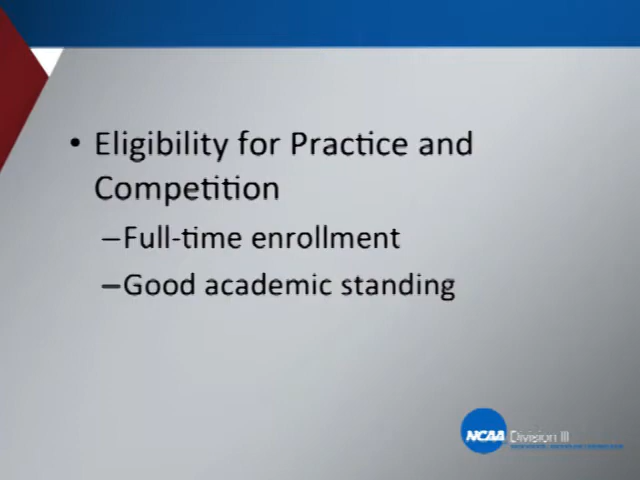 • Eligibility for Practice and
Competition
–Full-time enrollment
–Good academic standing
NCAA Division III